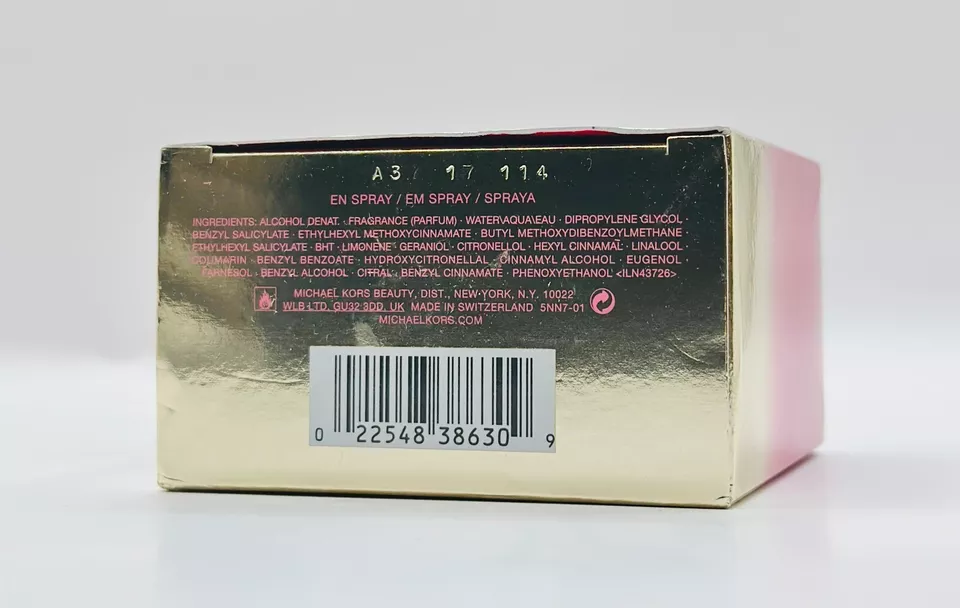 A3 17 114
EN SPRAY / EM SPRAY / SPRAYA
INGREDIENTS: ALCOHOL DENAT. · FRAGRANCE (PARFUM) · WATER\AQUA\EAU · DIPROPYLENE GLYCOL ·
BENZYL SALICYLATE · ETHYLHEXYL METHOXYCINNAMATE · BUTYL METHOXYDIBENZOYLMETHANE
ETHYLHEXYL SALICYLATE · BHT · LIMONENE · GERANIOL · CITRONELLOL · HEXYL CINNAMAL · LINALOOL
COUMARIN · BENZYL BENZOATE · HYDROXYCITRONELLAL · CINNAMYL ALCOHOL · EUGENOL ·
FARNESOL · BENZYL ALCOHOL · CITRAL · BENZYL CINNAMATE · PHENOXYETHANOL <ILN43726>
MICHAEL KORS BEAUTY, DIST., NEW YORK, N.Y. 10022
WLB LTD, GU32 3DD, UK MADE IN SWITZERLAND 5NN7-01
MICHAELKORS.COM
0 22548 38630 9